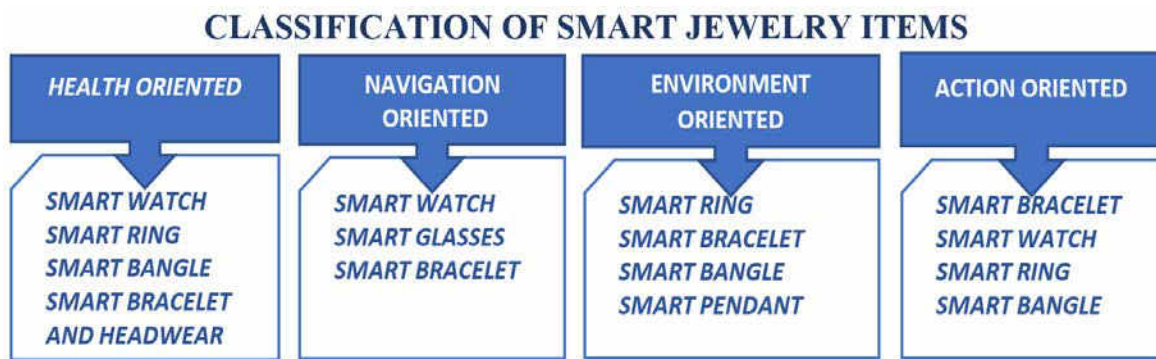 CLASSIFICATION OF SMART JEWELRY ITEMS
HEALTH ORIENTED
SMART WATCH
SMART RING
SMART BANGLE
SMART BRACELET
AND HEADWEAR
NAVIGATION
ORIENTED
SMART WATCH
SMART GLASSES
SMART BRACELET
ENVIRONMENT
ORIENTED
SMART RING
SMART BRACELET
SMART BANGLE
SMART PENDANT
ACTION ORIENTED
SMART BRACELET
SMART WATCH
SMART RING
SMART BANGLE